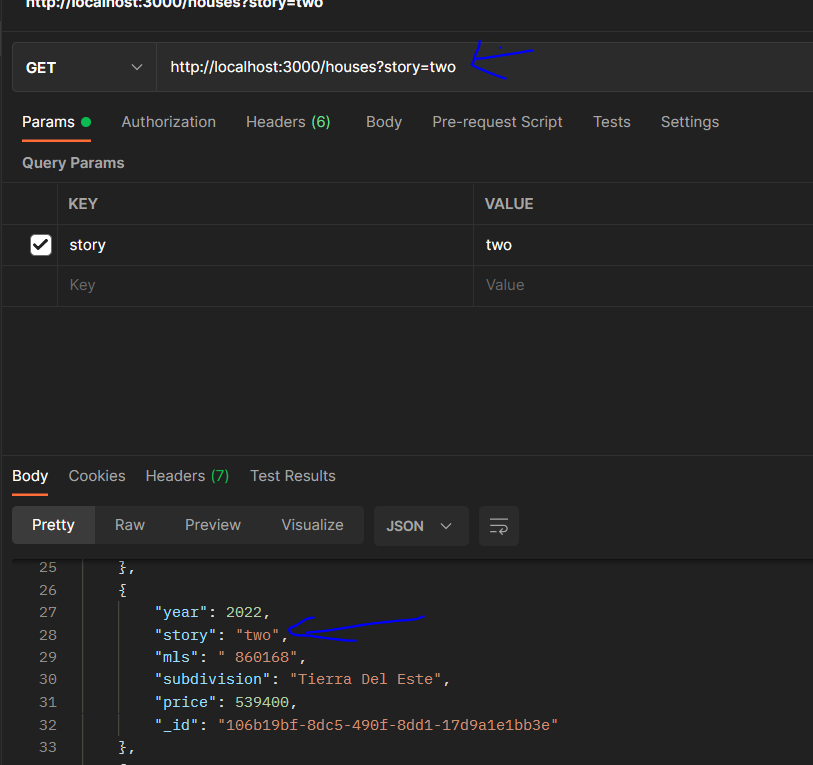 http://localhost:3000/houses?story=two
GET http://localhost:3000/houses?story=two
Params Authorization Headers (6) Body Pre-request Script Tests Settings
Query Params
KEY VALUE
story two
Key Value
Body Cookies Headers (7) Test Results
Pretty Raw Preview Visualize JSON
25 },
26 {
27 "year": 2022,
28 "story": "two",
29 "mls": " 860168",
30 "subdivision": "Tierra Del Este",
31 "price": 539400,
32 "_id": "106b19bf-8dc5-490f-8dd1-17d9a1e1bb3e"
33 },